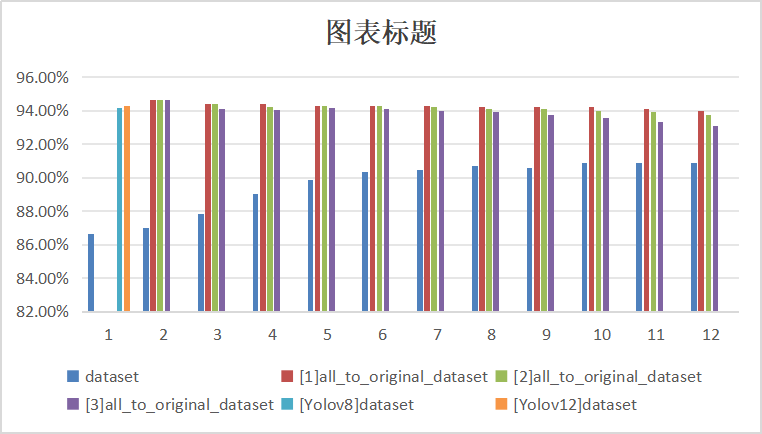 图表标题
96.00%
94.00%
92.00%
90.00%
88.00%
86.00%
84.00%
82.00%
1 2 3 4 5 6 7 8 9 10 11 12
dataset [1]all_to_original_dataset [2]all_to_original_dataset
[3]all_to_original_dataset [Yolov8]dataset [Yolov12]dataset